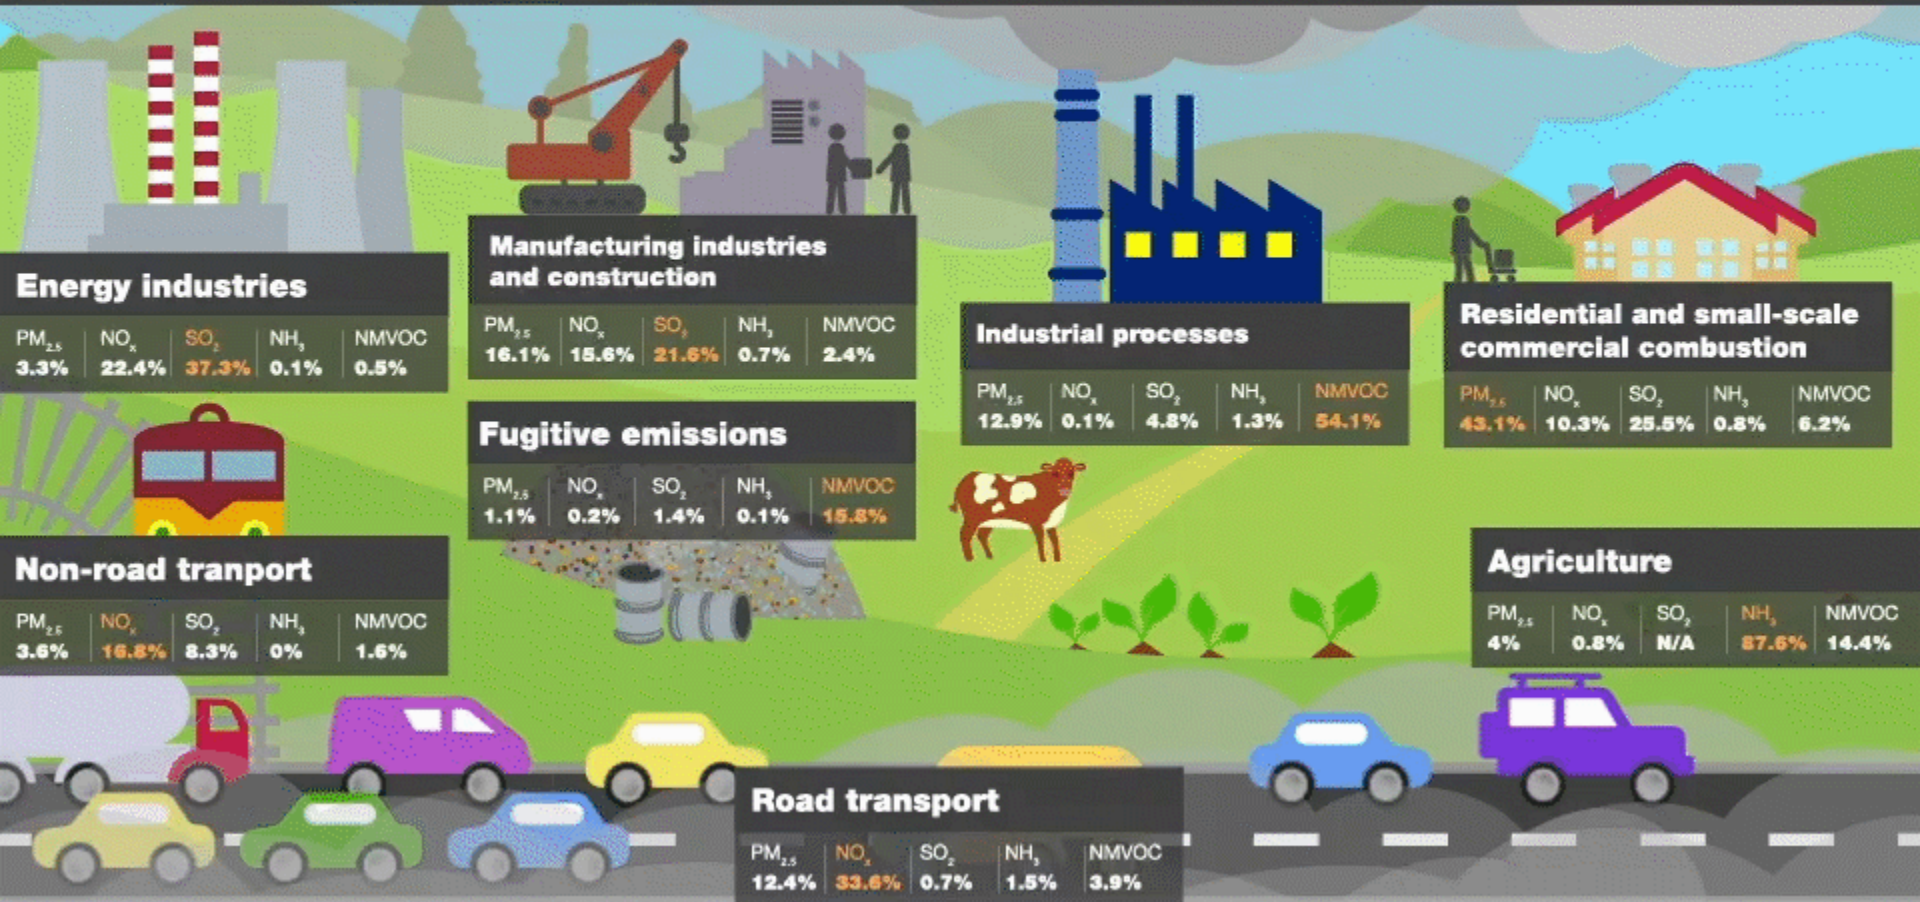 Energy industries
PM2.5 NOx SO2 NH3 NMVOC
3.3% 22.4% 37.3% 0.1% 0.5%
Manufacturing industries
and construction
PM2.5 NOx SO2 NH3 NMVOC
16.1% 15.6% 21.6% 0.7% 2.4%
Industrial processes
PM2.5 NOx SO2 NH3 NMVOC
12.9% 0.1% 4.8% 1.3% 54.1%
Residential and small-scale
commercial combustion
PM2.5 NOx SO2 NH3 NMVOC
43.1% 10.3% 25.5% 0.8% 6.2%
Fugitive emissions
PM2.5 NOx SO2 NH3 NMVOC
1.1% 0.2% 1.4% 0.1% 15.8%
Non-road tranport
PM2.5 NOx SO2 NH3 NMVOC
3.6% 16.8% 8.3% 0% 1.6%
Agriculture
PM2.5 NOx SO2 NH3 NMVOC
4% 0.8% N/A 87.6% 14.4%
Road transport
PM2.5 NOx SO2 NH3 NMVOC
12.4% 33.6% 0.7% 1.5% 3.9%